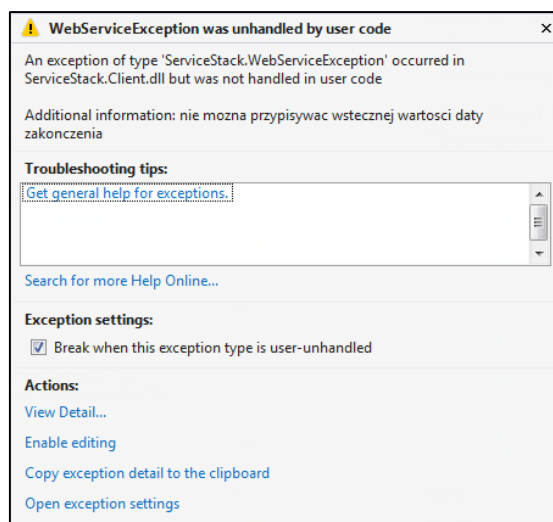 WebServiceException was unhandled by user code
An exception of type 'ServiceStack.WebServiceException' occurred in
ServiceStack.Client.dll but was not handled in user code
Additional information: nie mozna przypisywac wstecznej wartosci daty
zakonczenia
Troubleshooting tips:
Get general help for exceptions.
Search for more Help Online...
Exception settings:
Break when this exception type is user-unhandled
Actions:
View Detail...
Enable editing
Copy exception detail to the clipboard
Open exception settings